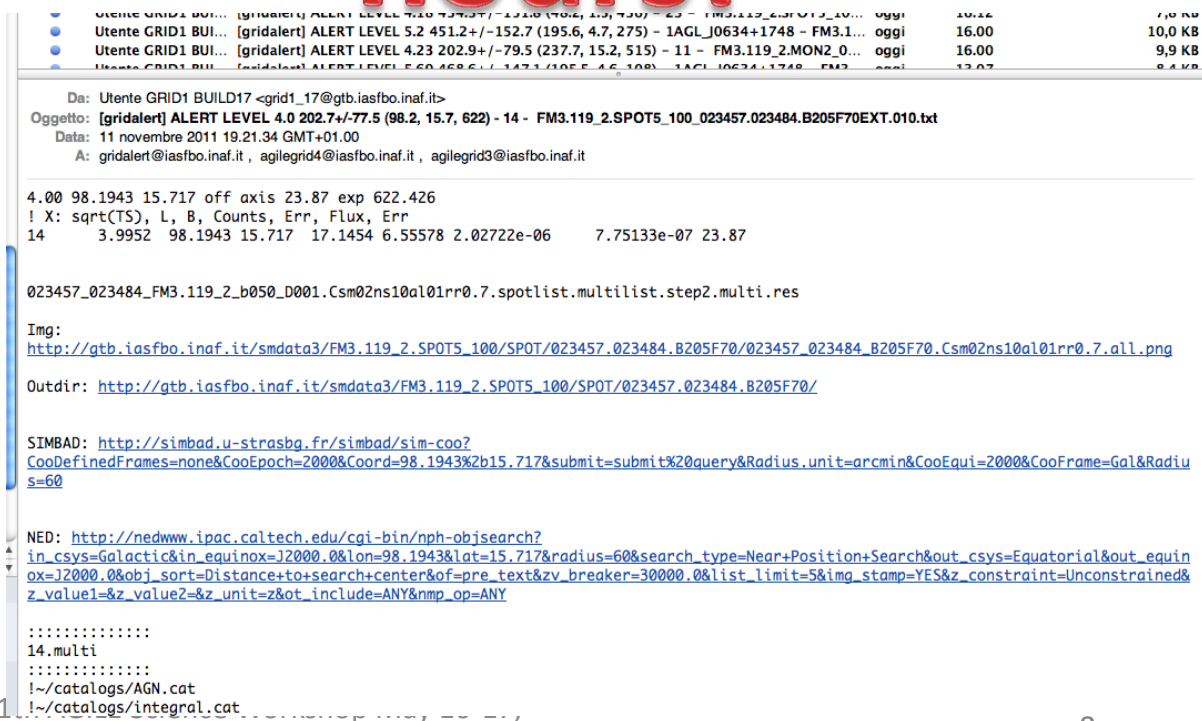 Utente GRID1 BUI... [gridalert] ALERT LEVEL 5.2 451.2+/-152.7 (195.6, 4.7, 275) - 1AGL_J0634+1748 - FM3.1... oggi 16.00 10,0 KB
Utente GRID1 BUI... [gridalert] ALERT LEVEL 4.23 202.9+/-79.5 (237.7, 15.2, 515) - 11 - FM3.119_2.MON2_0... oggi 16.00 9,9 KB
Da: Utente GRID1 BUILD17 <grid1_17@gtb.iasfbo.inaf.it>
Oggetto: [gridalert] ALERT LEVEL 4.0 202.7+/-77.5 (98.2, 15.7, 622) - 14 - FM3.119_2.SPOT5_100_023457.023484.B205F70EXT.010.txt
Data: 11 novembre 2011 19.21.34 GMT+01.00
A: gridalert@iasfbo.inaf.it , agilegrid4@iasfbo.inaf.it , agilegrid3@iasfbo.inaf.it
4.00 98.1943 15.717 off axis 23.87 exp 622.426
! X: sqrt(TS), L, B, Counts, Err, Flux, Err
14 3.9952 98.1943 15.717 17.1454 6.55578 2.02722e-06 7.75133e-07 23.87
023457_023484_FM3.119_2_b050_D001.Csm02ns10al01rr0.7.spotlist.multilist.step2.multi.res
Img:
http://gtb.iasfbo.inaf.it/smdata3/FM3.119_2.SPOT5_100/SPOT/023457.023484.B205F70/023457_023484_B205F70.Csm02ns10al01rr0.7.all.png
Outdir: http://gtb.iasfbo.inaf.it/smdata3/FM3.119_2.SPOT5_100/SPOT/023457.023484.B205F70/
SIMBAD: http://simbad.u-strasbg.fr/simbad/sim-coo?
CooDefinedFrames=none&CooEpoch=2000&Coord=98.1943%2b15.717&submit=submit%20query&Radius.unit=arcmin&CooEqui=2000&CooFrame=Gal&Radiu
s=60
NED: http://nedwww.ipac.caltech.edu/cgi-bin/nph-objsearch?
in_csys=Galactic&in_equinox=J2000.0&lon=98.1943&lat=15.717&radius=60&search_type=Near+Position+Search&out_csys=Equatorial&out_equin
ox=J2000.0&obj_sort=Distance+to+search+center&of=pre_text&zv_breaker=30000.0&list_limit=5&img_stamp=YES&z_constraint=Unconstrained&
z_value1=&z_value2=&z_unit=z&ot_include=ANY&nmp_op=ANY
::::::::::::::
14.multi
::::::::::::::
!~/catalogs/AGN.cat
!~/catalogs/integral.cat